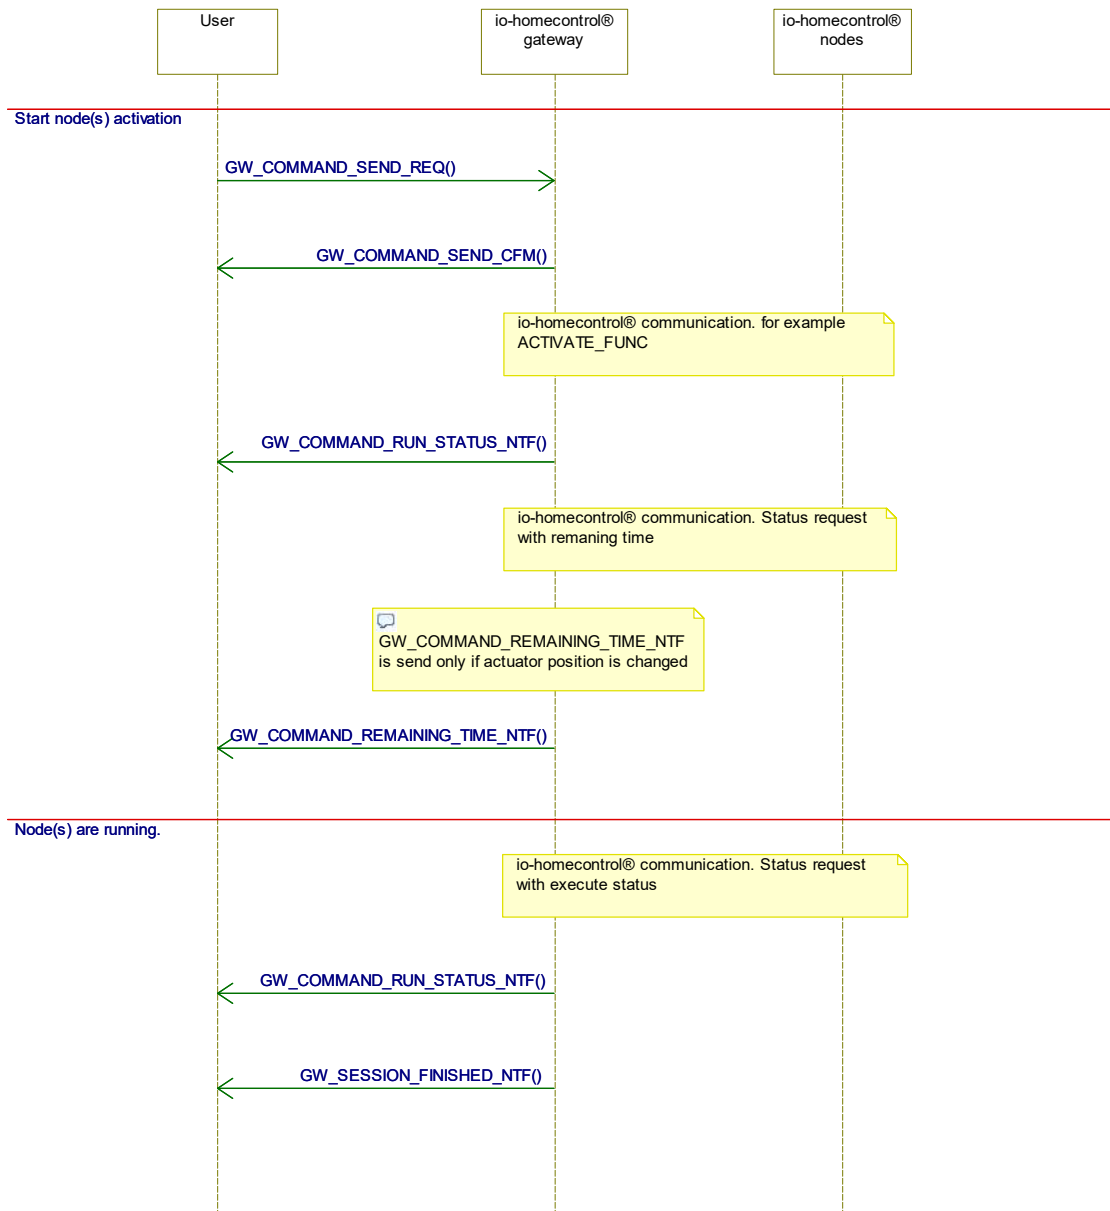 User
io-homecontrol®
gateway
io-homecontrol®
nodes
Start node(s) activation
GW_COMMAND_SEND_REQ()
GW_COMMAND_SEND_CFM()
io-homecontrol® communication. for example
ACTIVATE_FUNC
GW_COMMAND_RUN_STATUS_NTF()
io-homecontrol® communication. Status request
with remaning time
GW_COMMAND_REMAINING_TIME_NTF
is send only if actuator position is changed
GW_COMMAND_REMAINING_TIME_NTF()
Node(s) are running.
io-homecontrol® communication. Status request
with execute status
GW_COMMAND_RUN_STATUS_NTF()
GW_SESSION_FINISHED_NTF()